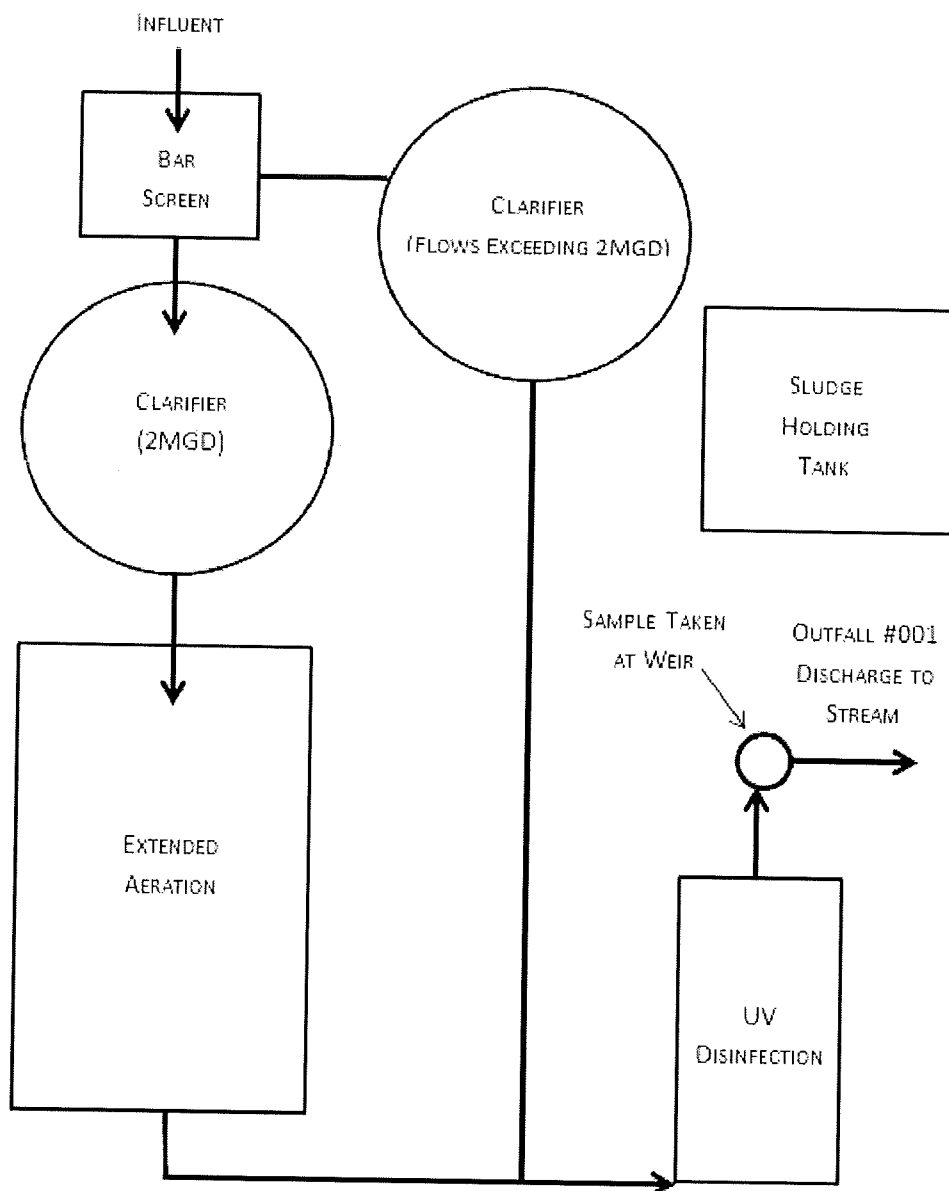 INFLUENT
BAR
SCREEN
CLARIFIER
(FLOWS EXCEEDING 2MGD)
CLARIFIER
(2MGD)
SLUDGE
HOLDING
TANK
SAMPLE TAKEN
AT WEIR
OUTFALL #001
DISCHARGE TO
STREAM
EXTENDED
AERATION
UV
DISINFECTION